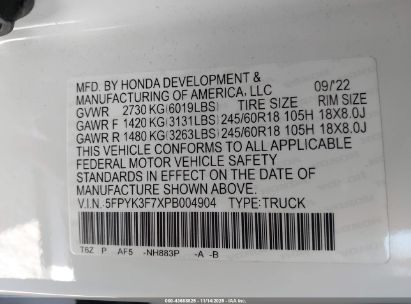 MFD. BY HONDA DEVELOPMENT &
MANUFACTURING OF AMERICA, LLC 09/'22
GVWR 2730 KG (6019LBS) TIRE SIZE RIM SIZE
GAWR F 1420 KG (3131LBS) 245/60R18 105H 18X8.0J
GAWR R 1480 KG (3263LBS) 245/60R18 105H 18X8.0J
THIS VEHICLE CONFORMS TO ALL APPLICABLE
FEDERAL MOTOR VEHICLE SAFETY
STANDARDS IN EFFECT ON THE DATE OF
MANUFACTURE SHOWN ABOVE.
V.I.N.-5FPYK3F7XPB004904 TYPE:TRUCK
T6Z P AF5 -NH883P -A -B